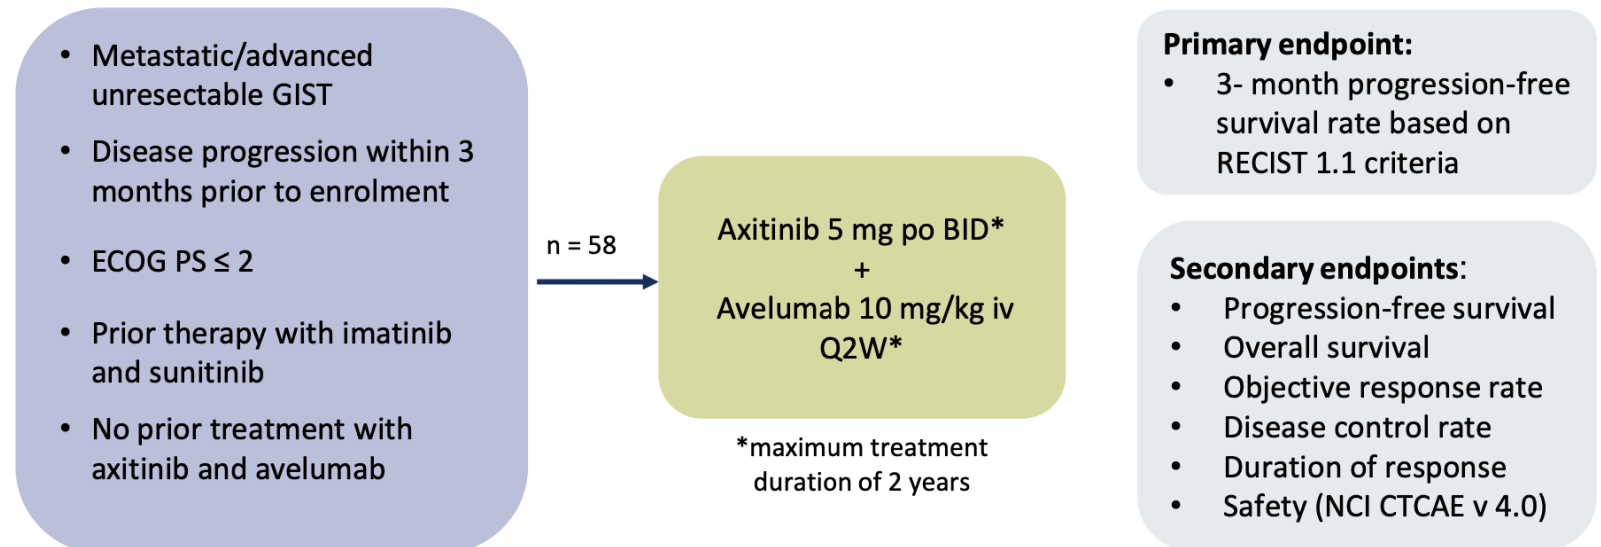 • Metastatic/advanced
unresectable GIST
• Disease progression within 3
months prior to enrolment
• ECOG PS ≤ 2
• Prior therapy with imatinib
and sunitinib
• No prior treatment with
axitinib and avelumab
n = 58
Axitinib 5 mg po BID*
+
Avelumab 10 mg/kg iv
Q2W*
*maximum treatment
duration of 2 years
Primary endpoint:
• 3- month progression-free
survival rate based on
RECIST 1.1 criteria
Secondary endpoints:
• Progression-free survival
• Overall survival
• Objective response rate
• Disease control rate
• Duration of response
• Safety (NCI CTCAE v 4.0)